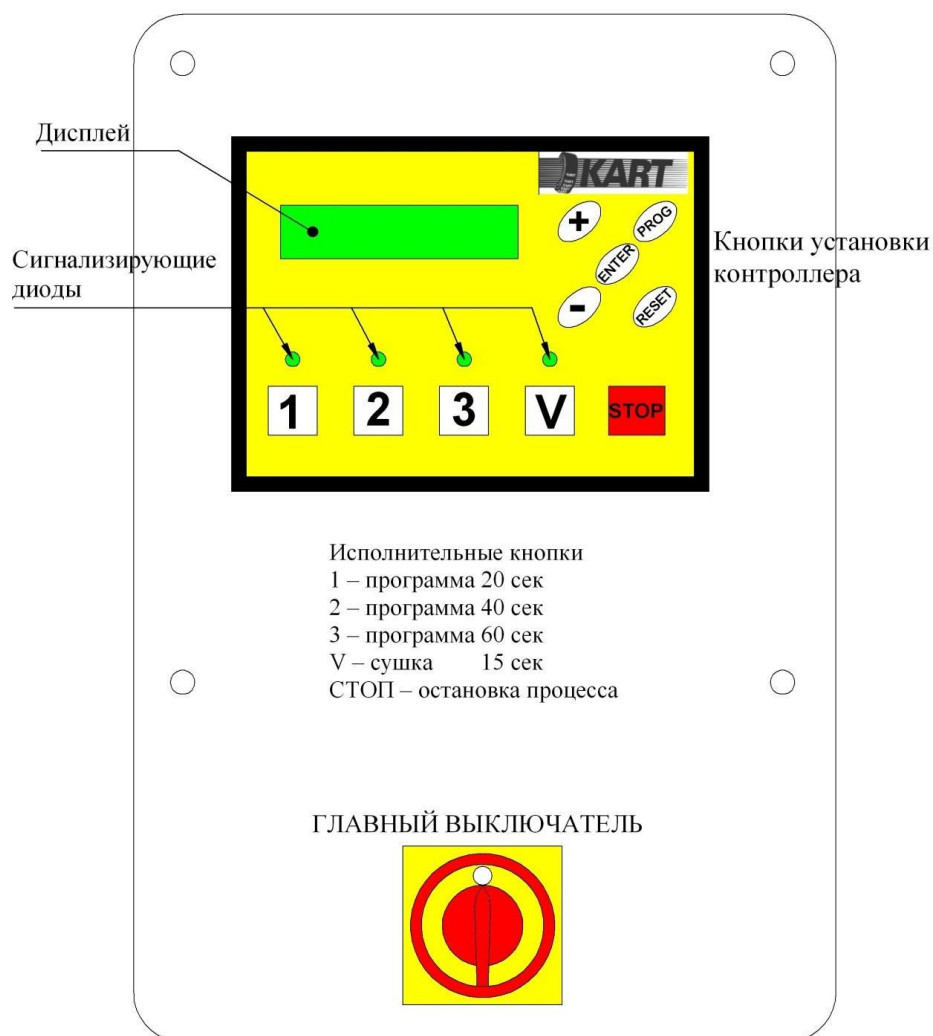 Дисплей
KART
+
PROG
ENTER
-
RESET
Кнопки установки
контроллера
Сигнализирующие
диоды
1 2 3 V STOP
Исполнительные кнопки
1 – программа 20 сек
2 – программа 40 сек
3 – программа 60 сек
V – сушка 15 сек
СТОП – остановка процесса
ГЛАВНЫЙ ВЫКЛЮЧАТЕЛЬ